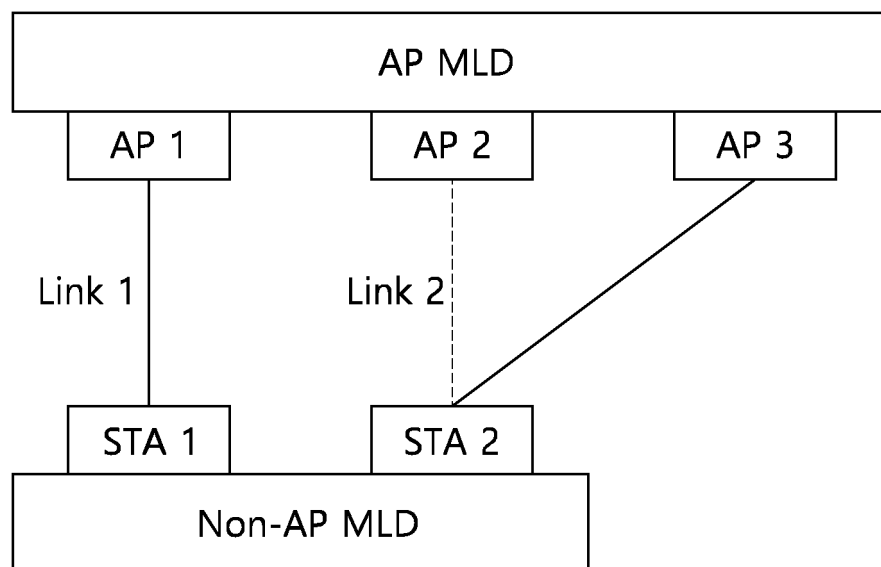 AP MLD
AP 1
AP 2
AP 3
Link 1
Link 2
STA 1
STA 2
Non-AP MLD